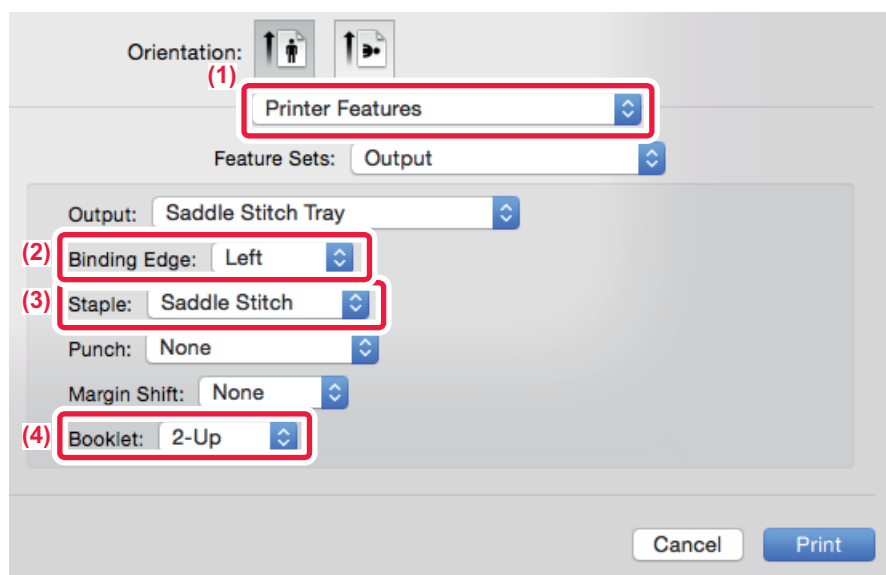 Orientation:
(1)
Printer Features
Feature Sets: Output
Output: Saddle Stitch Tray
(2) Binding Edge: Left
(3) Staple: Saddle Stitch
Punch: None
Margin Shift: None
(4) Booklet: 2-Up
Cancel Print